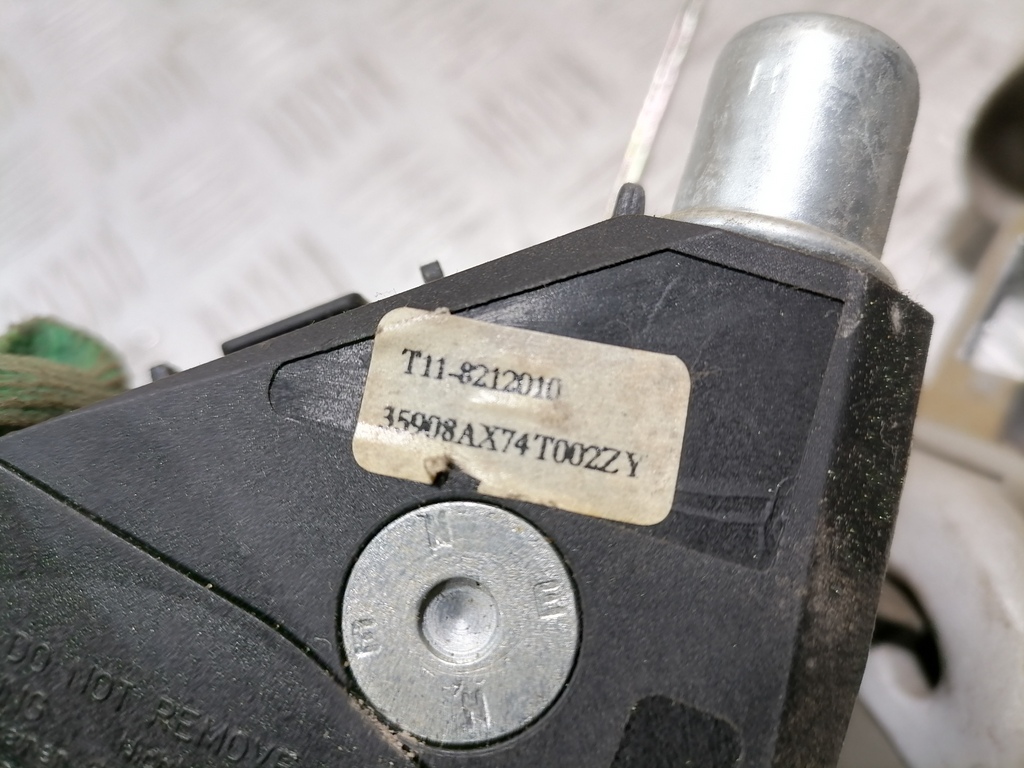 T11-8212010
35908AX74T002ZY
DO NOT REMOVE